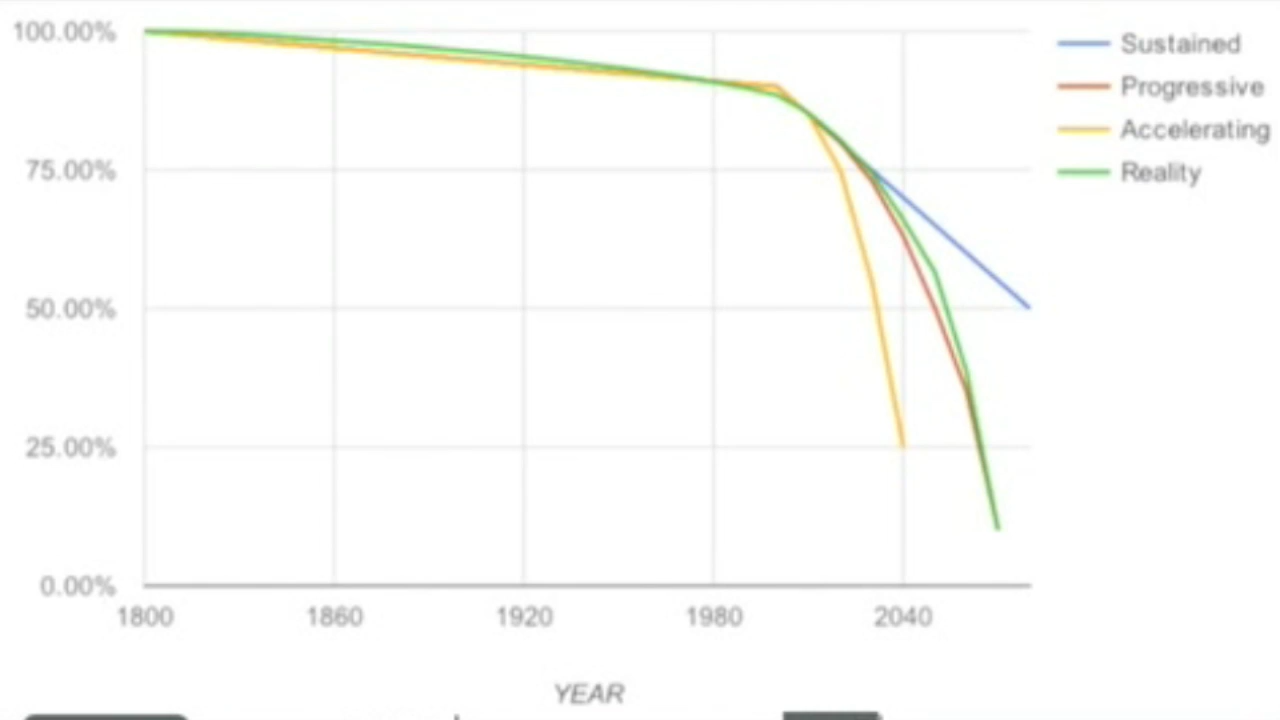 100.00%
75.00%
50.00%
25.00%
0.00%
1800 1860 1920 1980 2040
YEAR
Sustained
Progressive
Accelerating
Reality